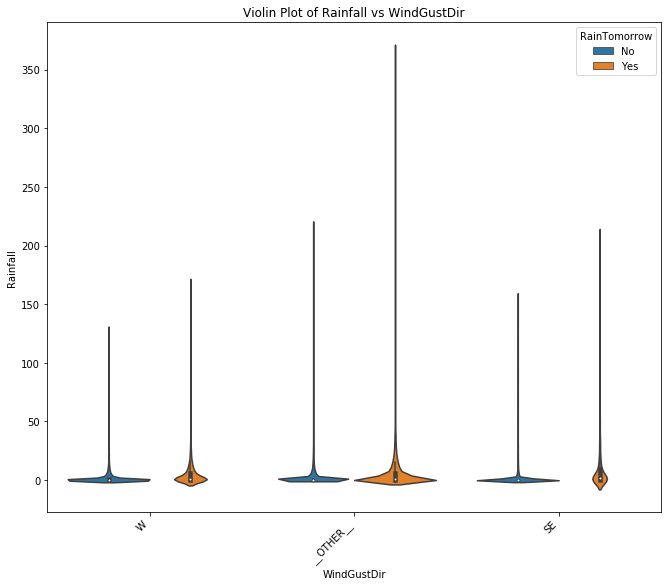 Violin Plot of Rainfall vs WindGustDir
RainTomorrow
No
Yes
350
300
250
200
150
100
50
0
Rainfall
W
__OTHER__
SE
WindGustDir